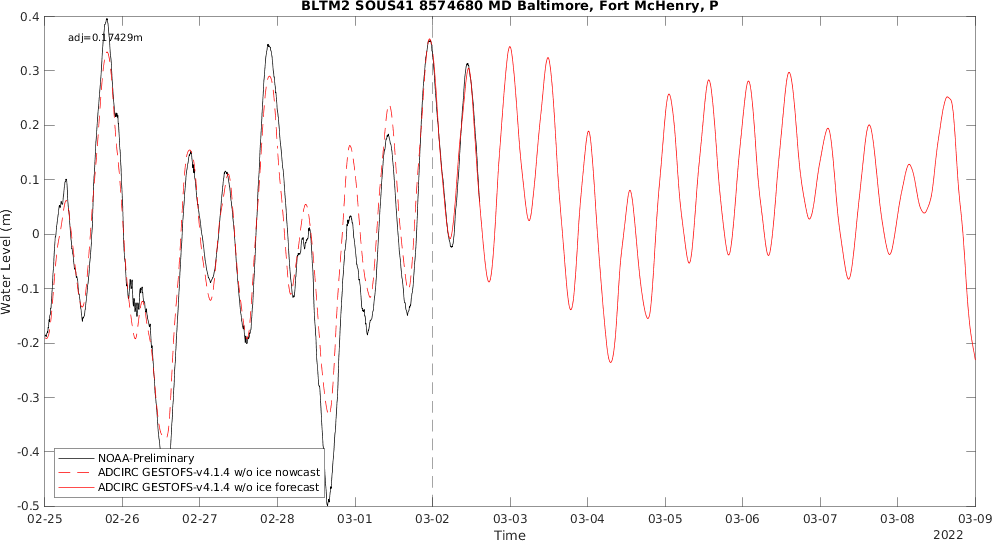 BLTM2 SOUS41 8574680 MD Baltimore, Fort McHenry, P
adj=0.17429m
0.4
0.3
0.2
0.1
0
-0.1
-0.2
-0.3
-0.4
-0.5
Water Level (m)
NOAA-Preliminary
ADCIRC GESTOFS-v4.1.4 w/o ice nowcast
ADCIRC GESTOFS-v4.1.4 w/o ice forecast
02-25 02-26 02-27 02-28 03-01 03-02 03-03 03-04 03-05 03-06 03-07 03-08 03-09
Time
2022